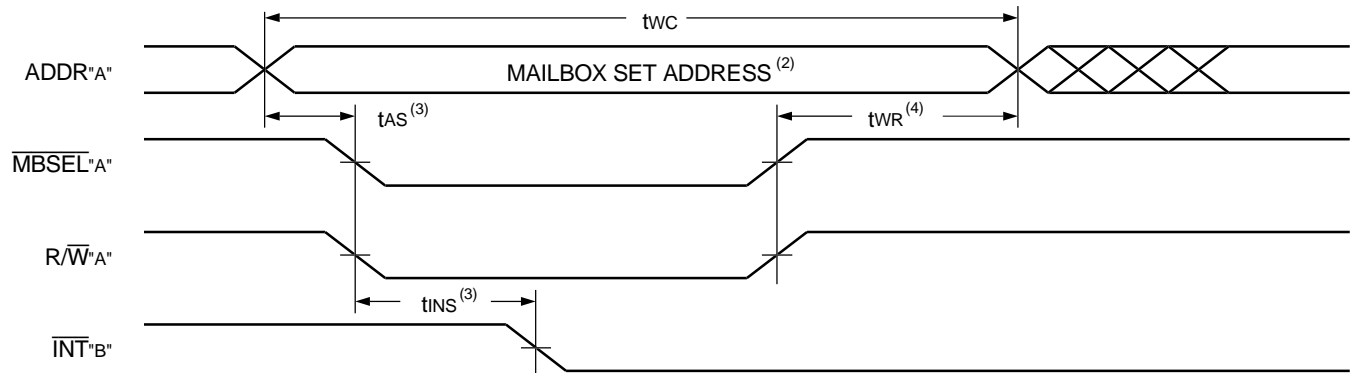 tWC
ADDR"A"
MAILBOX SET ADDRESS(2)
tAS(3)
tWR(4)
MBSEL"A"
R/W"A"
tINS(3)
INT"B"